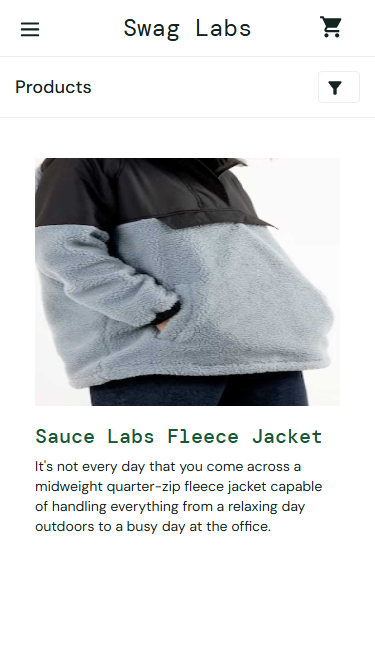 Swag Labs
Products
Sauce Labs Fleece Jacket
It's not every day that you come across a
midweight quarter-zip fleece jacket capable
of handling everything from a relaxing day
outdoors to a busy day at the office.